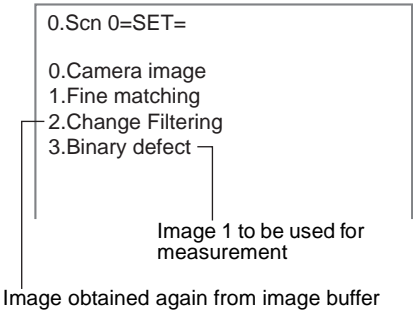 0.Scn 0=SET=
0.Camera image
1.Fine matching
2.Change Filtering
3.Binary defect
Image 1 to be used for
measurement
Image obtained again from image buffer